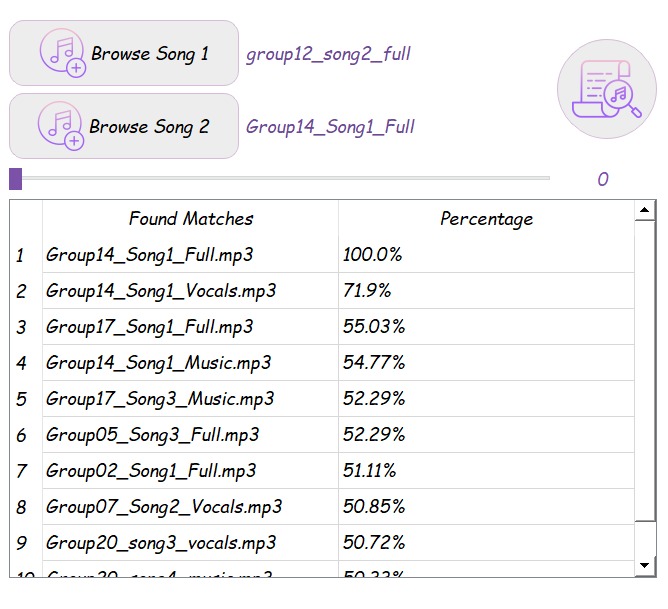 Browse Song 1 group12_song2_full
Browse Song 2 Group14_Song1_Full
0
Found Matches Percentage
1 Group14_Song1_Full.mp3 100.0%
2 Group14_Song1_Vocals.mp3 71.9%
3 Group17_Song1_Full.mp3 55.03%
4 Group14_Song1_Music.mp3 54.77%
5 Group17_Song3_Music.mp3 52.29%
6 Group05_Song3_Full.mp3 52.29%
7 Group02_Song1_Full.mp3 51.11%
8 Group07_Song2_Vocals.mp3 50.85%
9 Group20_song3_vocals.mp3 50.72%